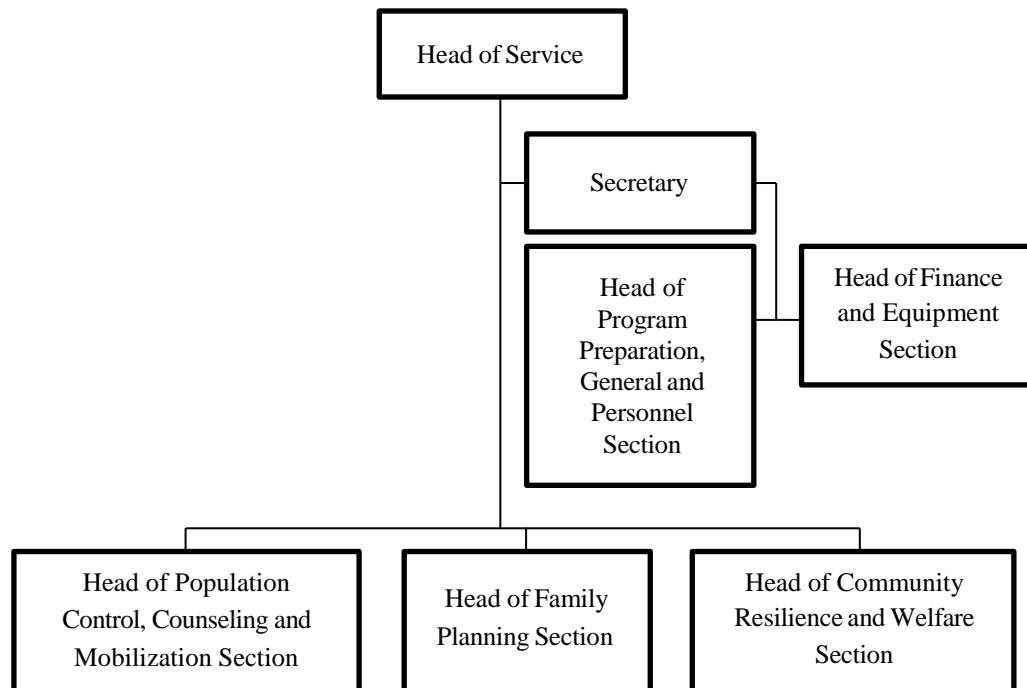 Head of Service
Secretary
Head of
Program
Preparation,
General and
Personnel
Section
Head of Finance
and Equipment
Section
Head of Population
Control, Counseling and
Mobilization Section
Head of Family
Planning Section
Head of Community
Resilience and Welfare
Section